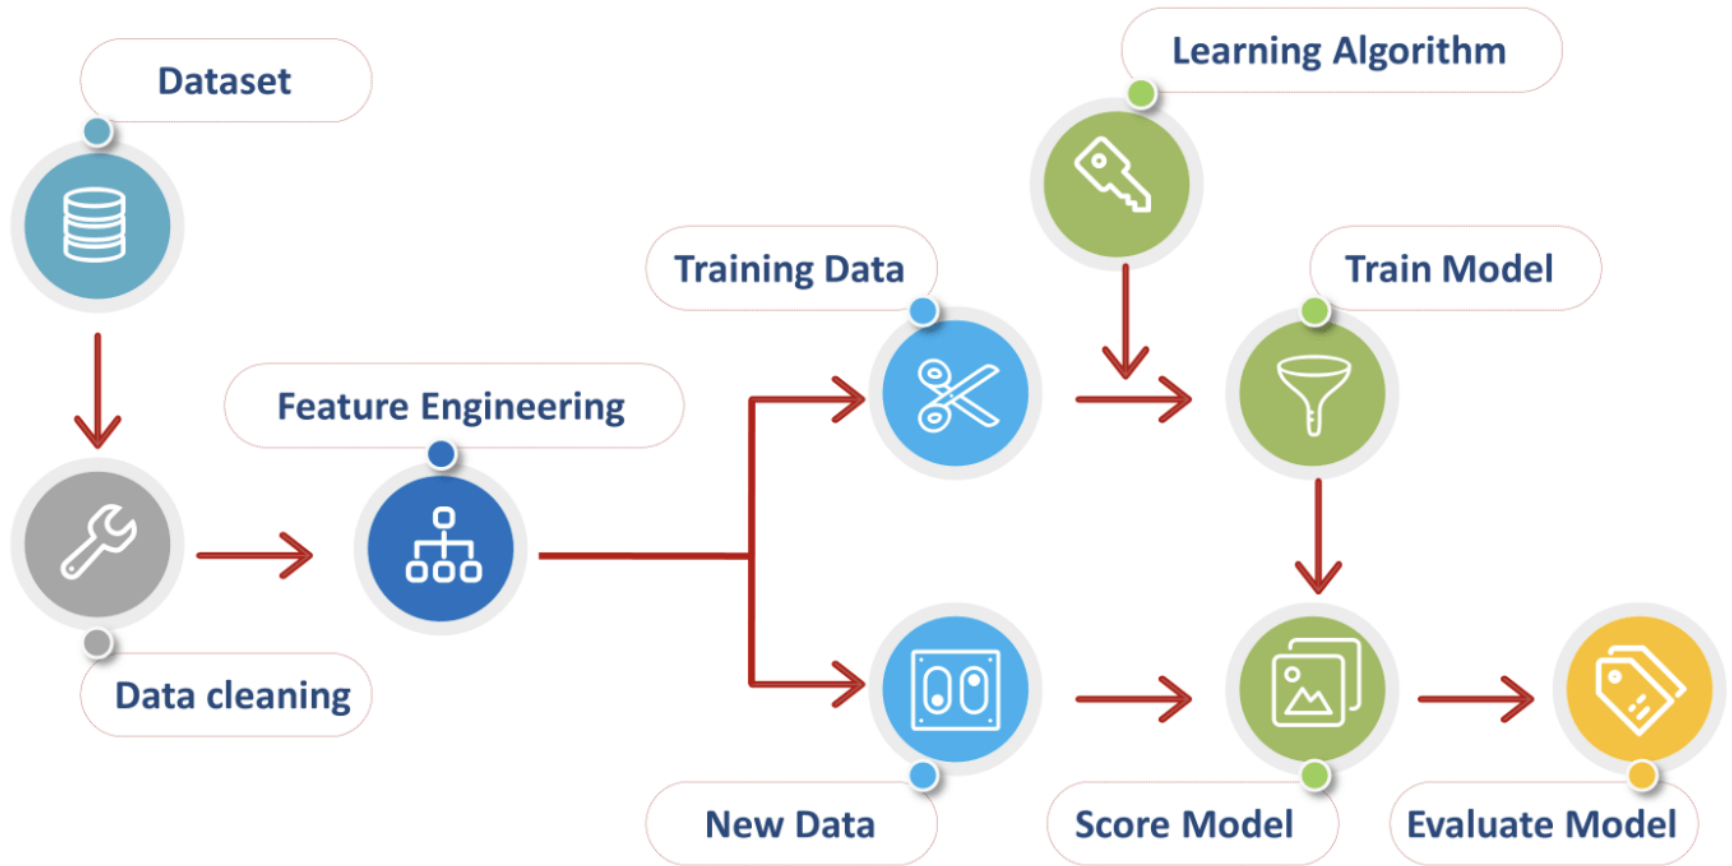 Learning Algorithm
Dataset
Training Data
Train Model
Feature Engineering
Data cleaning
New Data
Score Model
Evaluate Model